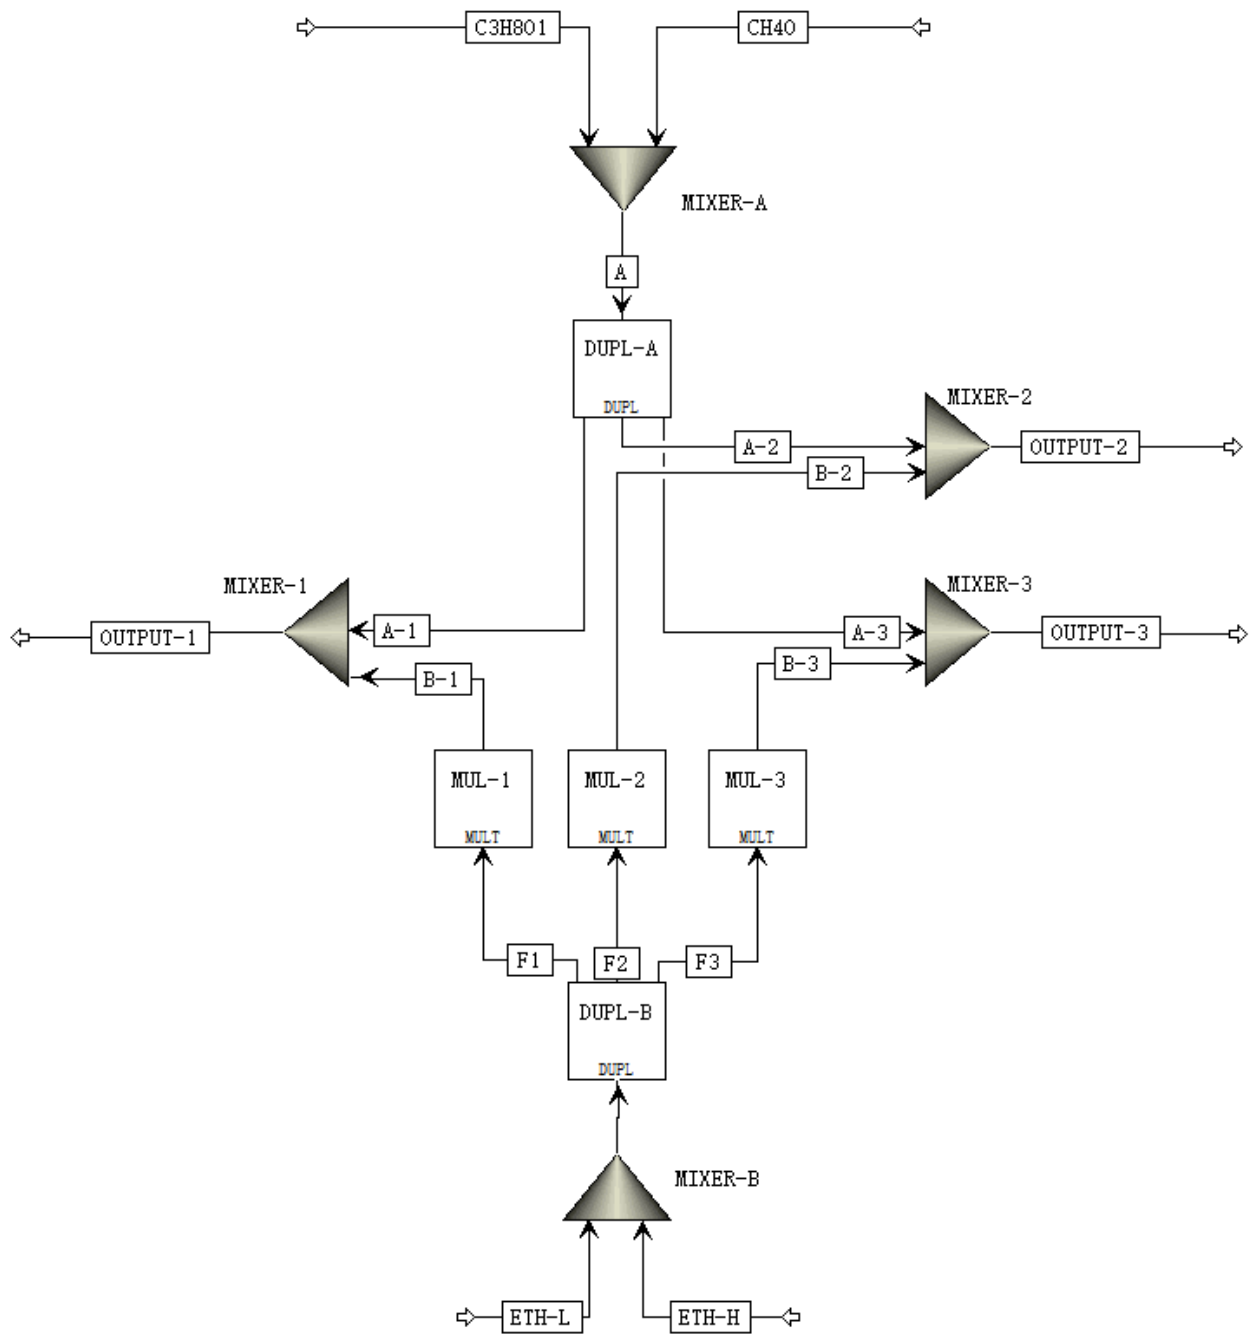 C3H8O1
CH4O
MIXER-A
A
DUPL-A
DUPL
MIXER-2
A-2
OUTPUT-2
B-2
MIXER-1
MIXER-3
OUTPUT-1
A-1
A-3
OUTPUT-3
B-3
B-1
MUL-1
MUL-2
MUL-3
MULT
MULT
MULT
F1
F2
F3
DUPL-B
DUPL
MIXER-B
ETH-L
ETH-H